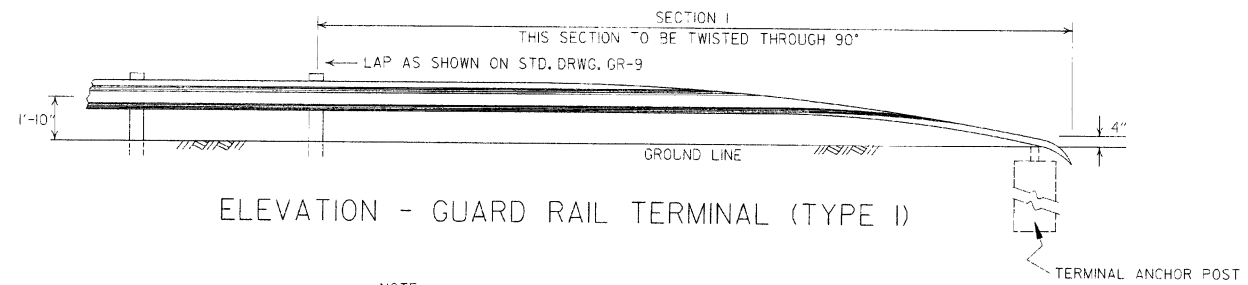 SECTION I
THIS SECTION TO BE TWISTED THROUGH 90°
LAP AS SHOWN ON STD. DRWG. GR-9
1'-10"
4"
GROUND LINE
ELEVATION - GUARD RAIL TERMINAL (TYPE I)
TERMINAL ANCHOR POST
NOTE